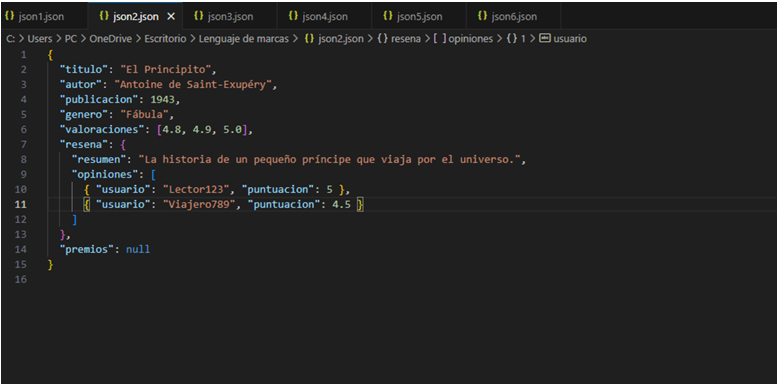 json1.json json2.json json3.json json4.json json5.json json6.json
C: > Users > PC > OneDrive > Escritorio > Lenguaje de marcas > {} json2.json > {} resena > [ ] opiniones > {} 1 > usuario
1 {
2 "titulo": "El Principito",
3 "autor": "Antoine de Saint-Exupéry",
4 "publicacion": 1943,
5 "genero": "Fábula",
6 "valoraciones": [4.8, 4.9, 5.0],
7 "resena": {
8 "resumen": "La historia de un pequeño príncipe que viaja por el universo.",
9 "opiniones": [
10 { "usuario": "Lector123", "puntuacion": 5 },
11 { "usuario": "Viajero789", "puntuacion": 4.5 }
12 ]
13 },
14 "premios": null
15 }
16